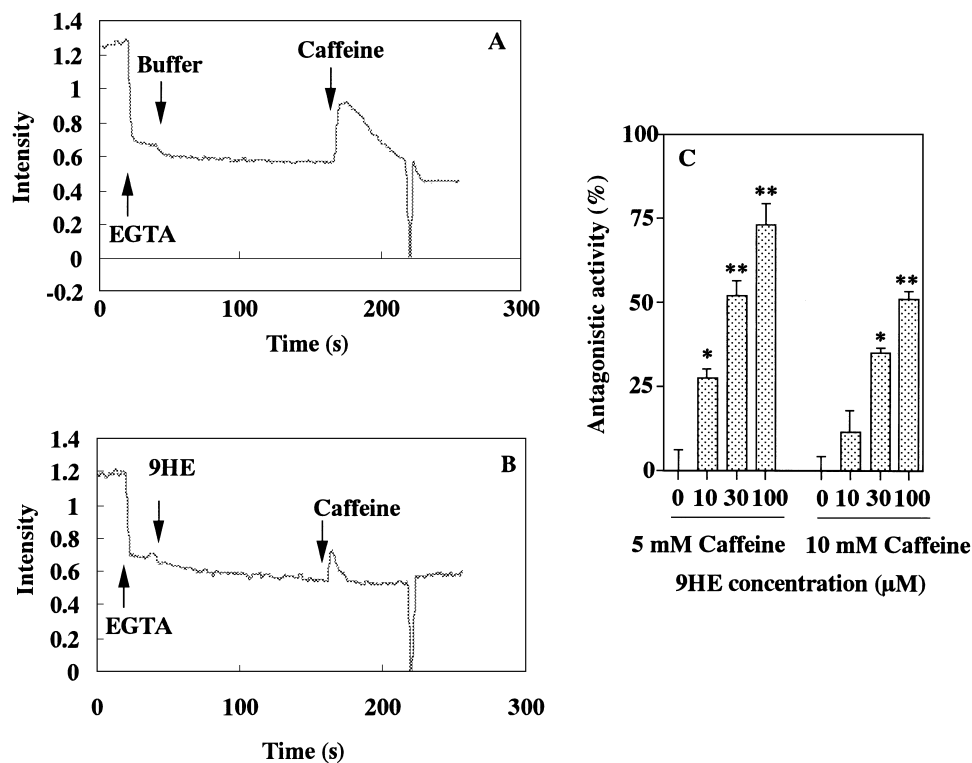 A
1.4
1.2
1
0.8
0.6
0.4
0.2
0
-0.2
Intensity
Buffer
Caffeine
EGTA
0 100 200 300
Time (s)
B
1.4
1.2
1
0.8
0.6
0.4
0.2
0
Intensity
9HE
Caffeine
EGTA
0 100 200 300
Time (s)
C
100
75
50
25
0
Antagonistic activity (%)
* ** ** * **
0 10 30 100 0 10 30 100
5 mM Caffeine 10 mM Caffeine
9HE concentration (μM)